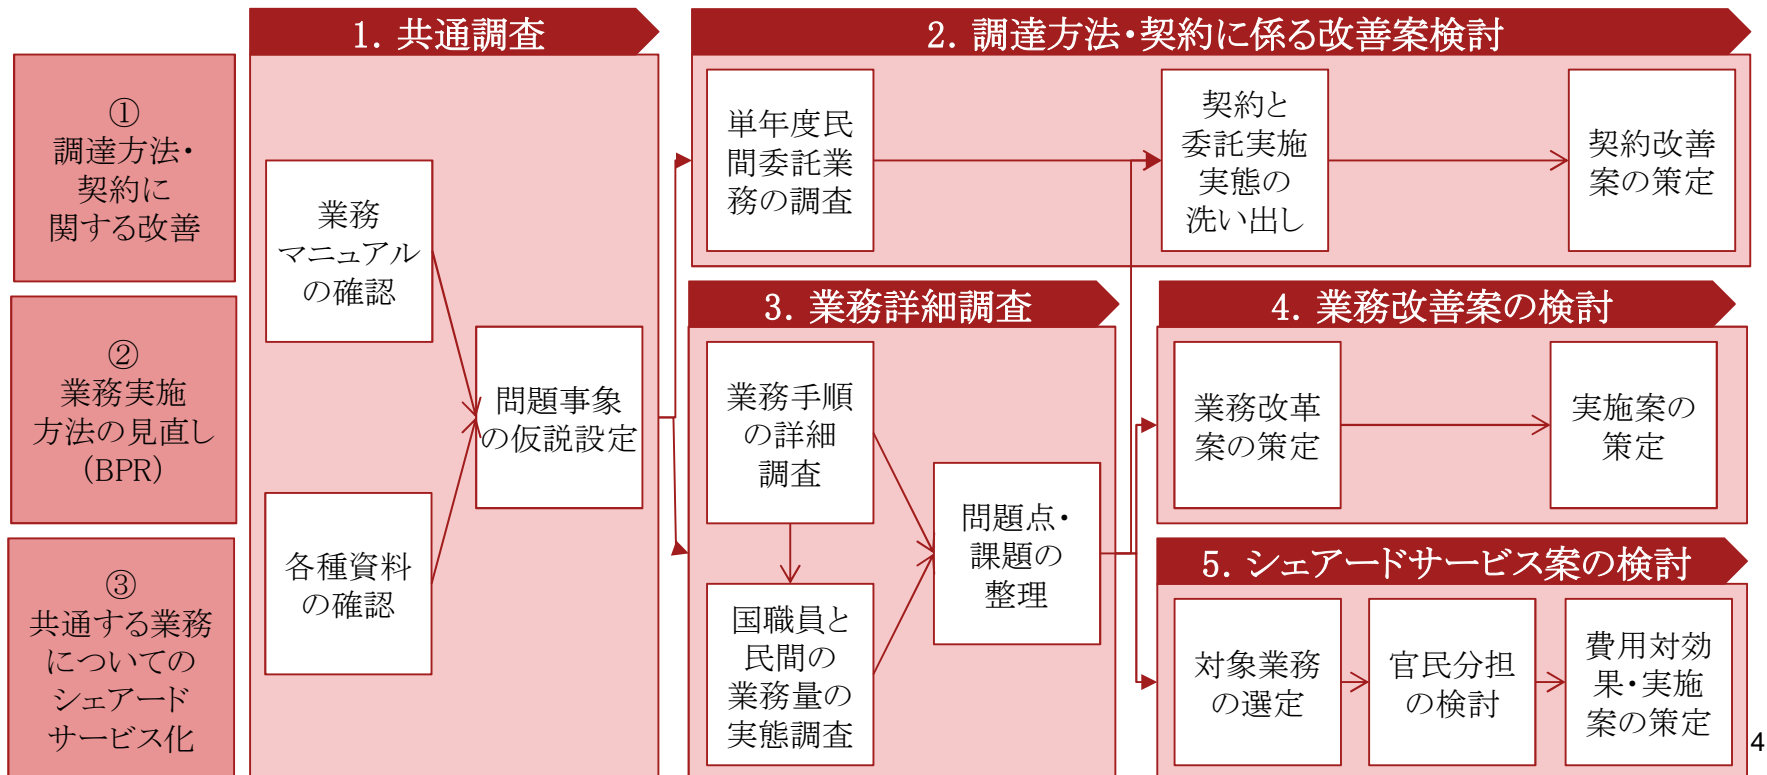 1. 共通調査
2. 調達方法・契約に係る改善案検討
①
調達方法・
契約に
関する改善
②
業務実施
方法の見直し
(BPR)
③
共通する業務
についての
シェアード
サービス化
業務
マニュアル
の確認
各種資料
の確認
問題事象
の仮説設定
単年度民
間委託業
務の調査
契約と
委託実施
実態の
洗い出し
契約改善
案の策定
3. 業務詳細調査
業務手順
の詳細
調査
国職員と
民間の
業務量の
実態調査
問題点・
課題の
整理
4. 業務改善案の検討
業務改革
案の策定
実施案の
策定
5. シェアードサービス案の検討
対象業務
の選定
官民分担
の検討
費用対効
果・実施
案の策定
4